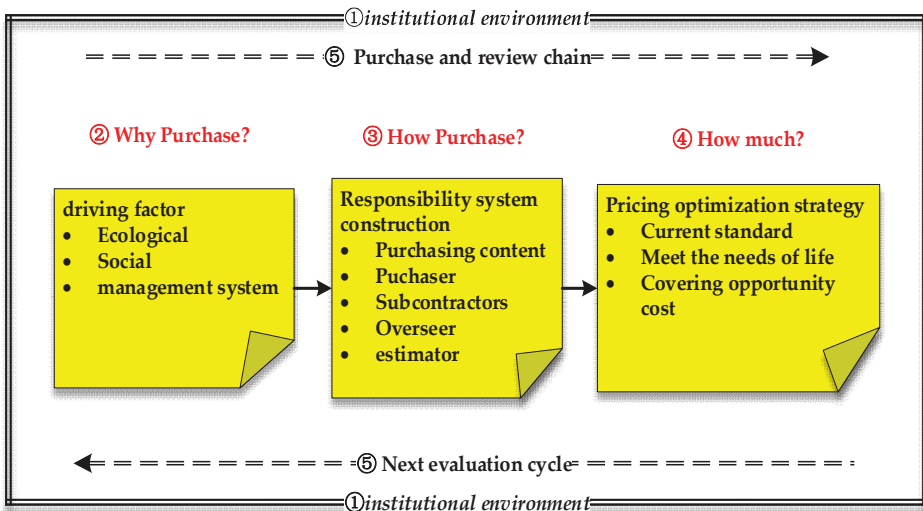 ①institutional environment
⑤ Purchase and review chain
② Why Purchase?
③ How Purchase?
④ How much?
driving factor
• Ecological
• Social
• management system
Responsibility system
construction
• Purchasing content
• Puchaser
• Subcontractors
• Overseer
• estimator
Pricing optimization strategy
• Current standard
• Meet the needs of life
• Covering opportunity
cost
⑤ Next evaluation cycle
①institutional environment